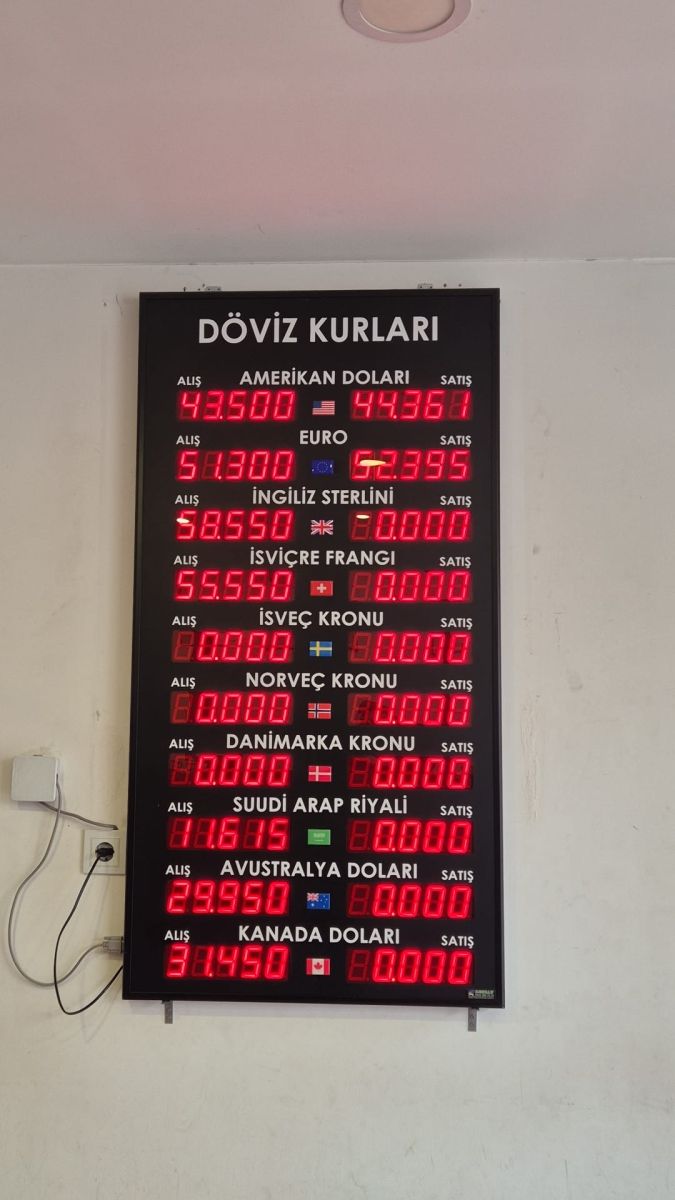 DÖVİZ KURLARI
ALIŞ AMERİKAN DOLARI SATIŞ
43.500 44.361
ALIŞ EURO SATIŞ
51.300 52.395
ALIŞ İNGİLİZ STERLİNİ SATIŞ
58.550 0.000
ALIŞ İSVİÇRE FRANGI SATIŞ
55.550 0.000
ALIŞ İSVEÇ KRONU SATIŞ
0.000 0.000
ALIŞ NORVEÇ KRONU SATIŞ
0.000 0.000
ALIŞ DANİMARKA KRONU SATIŞ
0.000 0.000
ALIŞ SUUDİ ARAP RİYALİ SATIŞ
11.615 0.000
ALIŞ AVUSTRALYA DOLARI SATIŞ
29.950 0.000
ALIŞ KANADA DOLARI SATIŞ
31.450 0.000